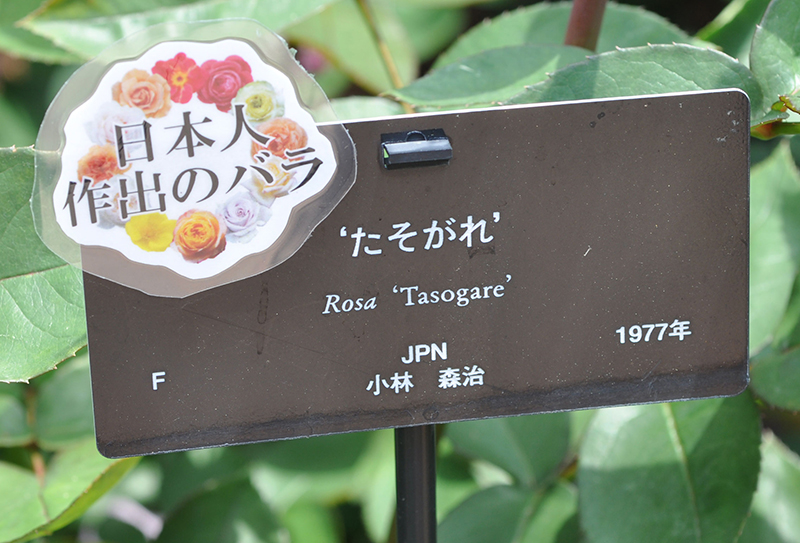 日本人
作出のバラ
‘たそがれ’
Rosa ‘Tasogare’
F
JPN
小林 森治
1977年